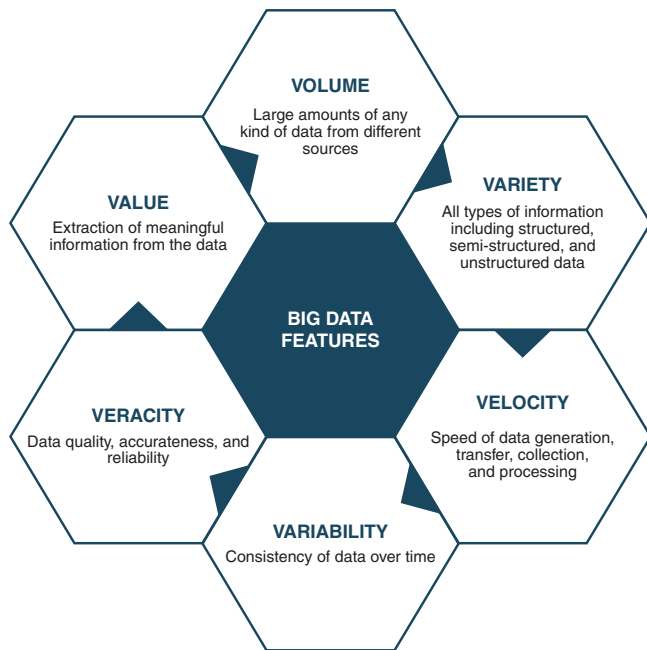 VOLUME
Large amounts of any
kind of data from different
sources
VARIETY
All types of information
including structured,
semi-structured, and
unstructured data
VELOCITY
Speed of data generation,
transfer, collection,
and processing
VARIABILITY
Consistency of data over time
VERACITY
Data quality, accurateness, and
reliability
VALUE
Extraction of meaningful
information from the data
BIG DATA
FEATURES